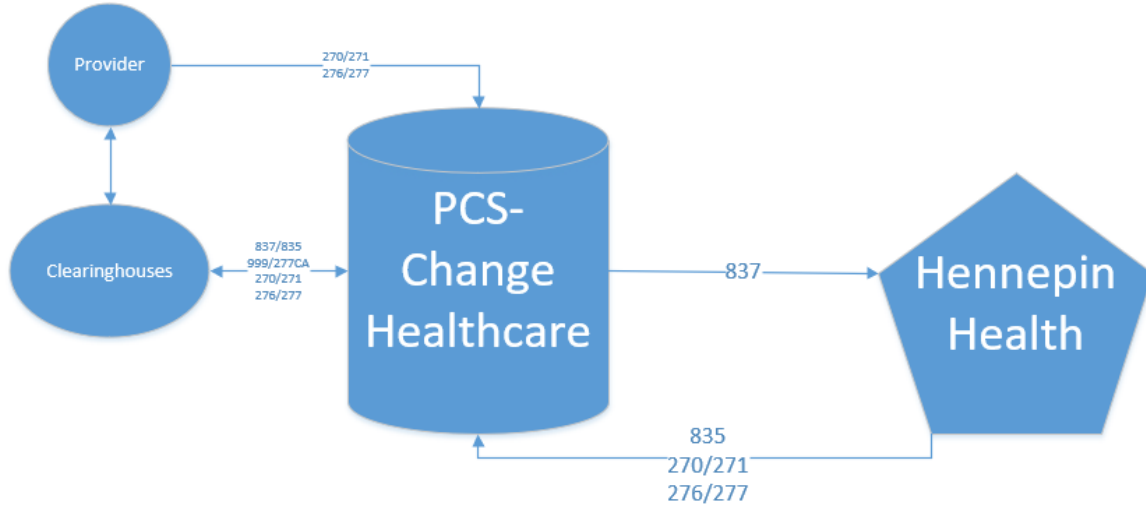 Provider
270/271
276/277
Clearinghouses
837/835
999/277CA
270/271
276/277
PCS-
Change
Healthcare
837
Hennepin
Health
835
270/271
276/277